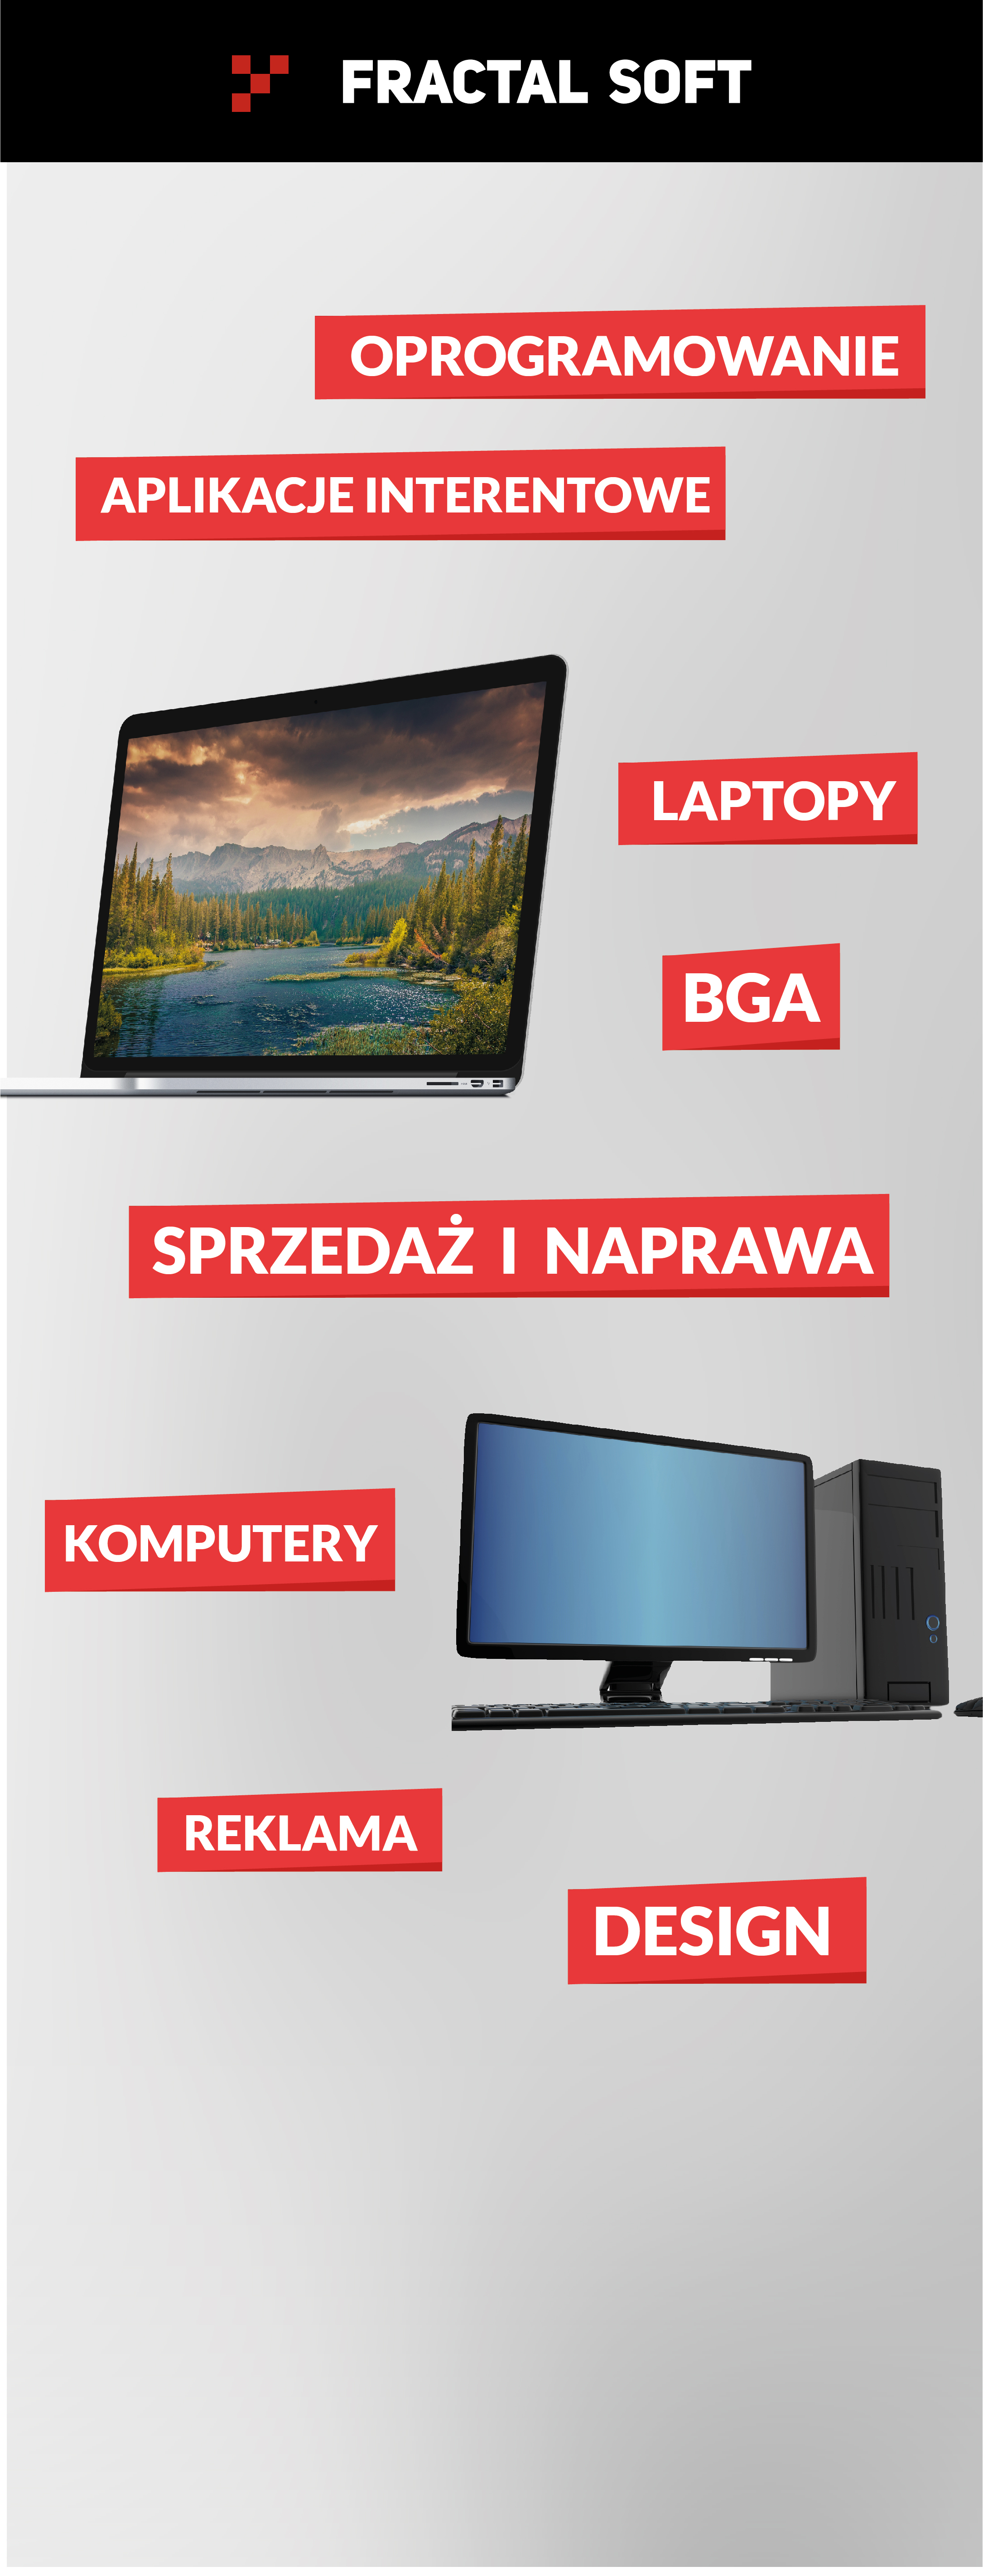 FRACTAL SOFT
OPROGRAMOWANIE
APLIKACJE INTERENTOWE
LAPTOPY
BGA
SPRZEDAŻ I NAPRAWA
KOMPUTERY
REKLAMA
DESIGN